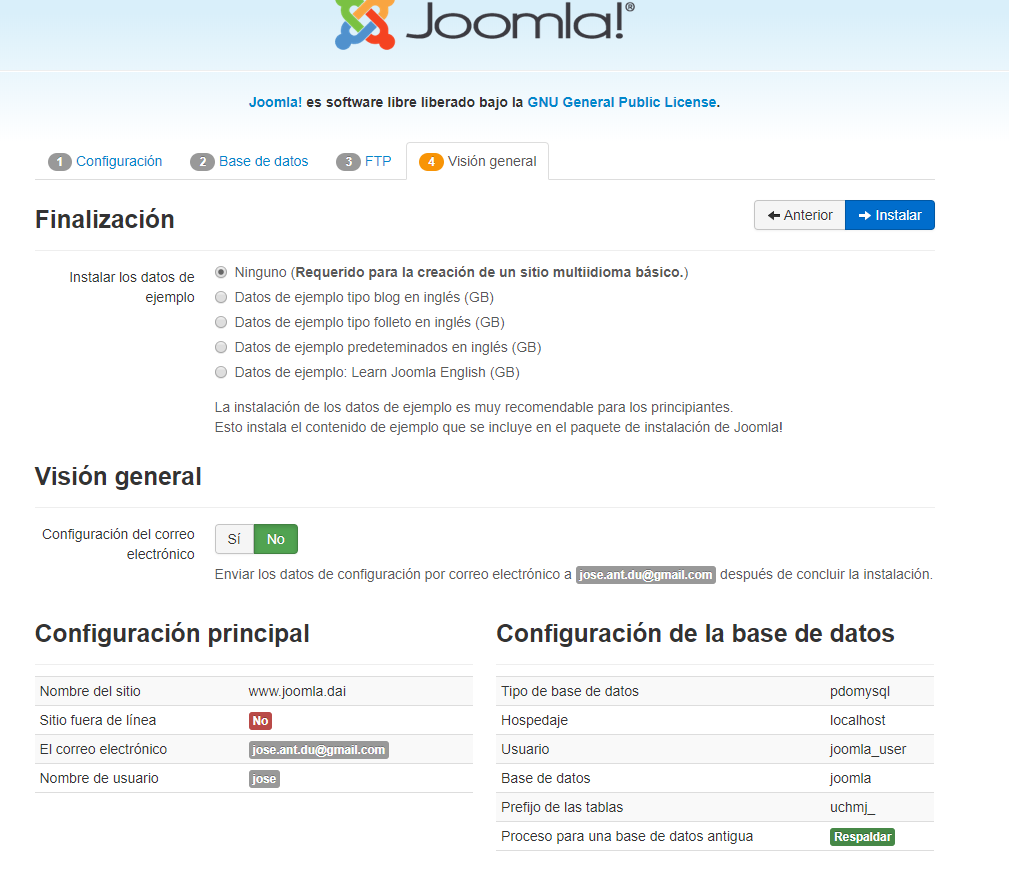 Joomla!®
Joomla! es software libre liberado bajo la GNU General Public License.
1 Configuración 2 Base de datos 3 FTP 4 Visión general
Finalización
Anterior Instalar
Instalar los datos de
ejemplo
Ninguno (Requerido para la creación de un sitio multiidioma básico.)
Datos de ejemplo tipo blog en inglés (GB)
Datos de ejemplo tipo folleto en inglés (GB)
Datos de ejemplo predeteminados en inglés (GB)
Datos de ejemplo: Learn Joomla English (GB)
La instalación de los datos de ejemplo es muy recomendable para los principiantes.
Esto instala el contenido de ejemplo que se incluye en el paquete de instalación de Joomla!
Visión general
Configuración del correo
electrónico
Sí No
Enviar los datos de configuración por correo electrónico a jose.ant.du@gmail.com después de concluir la instalación.
Configuración principal
Nombre del sitio www.joomla.dai
Sitio fuera de línea No
El correo electrónico jose.ant.du@gmail.com
Nombre de usuario jose
Configuración de la base de datos
Tipo de base de datos pdomysql
Hospedaje localhost
Usuario joomla_user
Base de datos joomla
Prefijo de las tablas uchmj_
Proceso para una base de datos antigua Respaldar